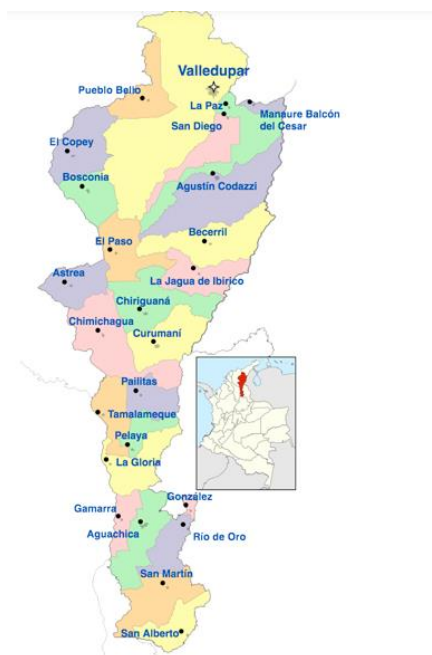 Valledupar
Pueblo Bello
La Paz
Manaure Balcón
del Cesar
San Diego
El Copey
Bosconia
Agustín Codazzi
Becerril
El Paso
Astrea
La Jagua de Ibirico
Chiriguaná
Chimichagua
Curumaní
Pailitas
Tamalameque
Pelaya
La Gloria
González
Gamarra
Aguachica
Río de Oro
San Martín
San Alberto